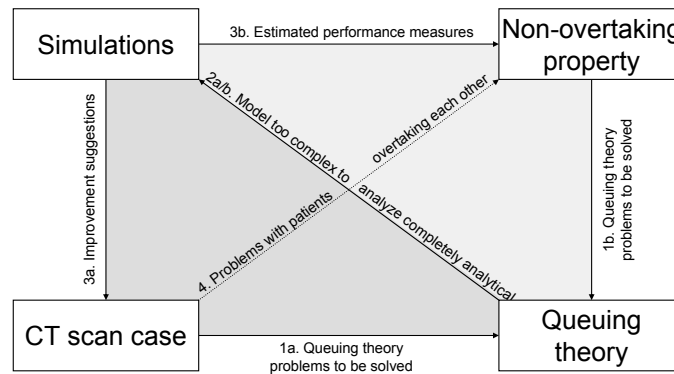 Simulations
3b. Estimated performance measures
Non-overtaking
property
2a/b. Model too complex to
analyze completely analytical
4. Problems with patients
overtaking each other
3a. Improvement suggestions
1b. Queuing theory
problems to be solved
CT scan case
1a. Queuing theory
problems to be solved
Queuing
theory